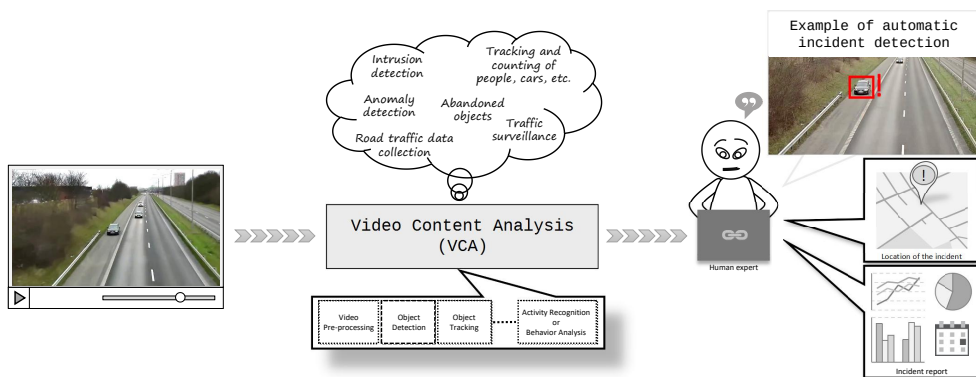 Example of automatic
incident detection
Intrusion
detection
Tracking and
counting of
people, cars, etc.
Anomaly
detection
Abandoned
objects
Traffic
surveillance
Road traffic data
collection
Video Content Analysis
(VCA)
Video
Pre-processing
Object
Detection
Object
Tracking
Activity Recognition
or
Behavior Analysis
Human expert
!
!
Location of the incident
Incident report